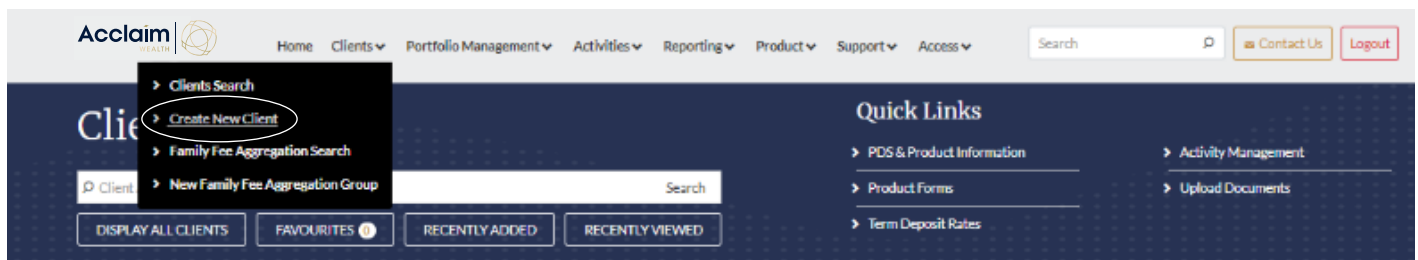 Acclaim
WEALTH
Home Clients Portfolio Management Activities Reporting Product Support Access Search Contact Us Logout
Clients Search
Create New Client
Family Fee Aggregation Search
New Family Fee Aggregation Group
Clie
Client Search
DISPLAY ALL CLIENTS FAVOURITES 0 RECENTLY ADDED RECENTLY VIEWED
Quick Links
PDS & Product Information Activity Management
Product Forms Upload Documents
Term Deposit Rates